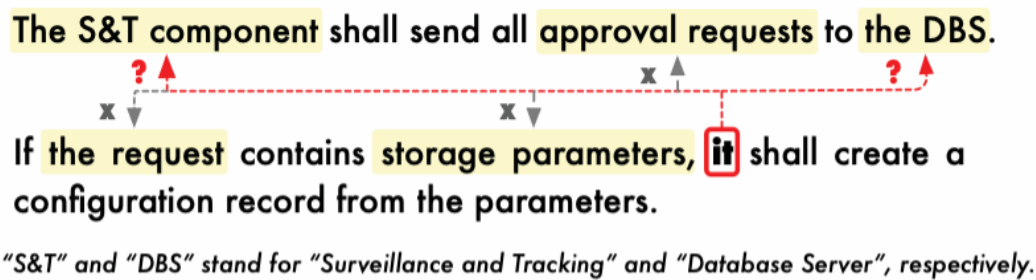 The S&T component shall send all approval requests to the DBS.
? x ?
x x
If the request contains storage parameters, it shall create a
configuration record from the parameters.
"S&T" and "DBS" stand for "Surveillance and Tracking" and "Database Server", respectively